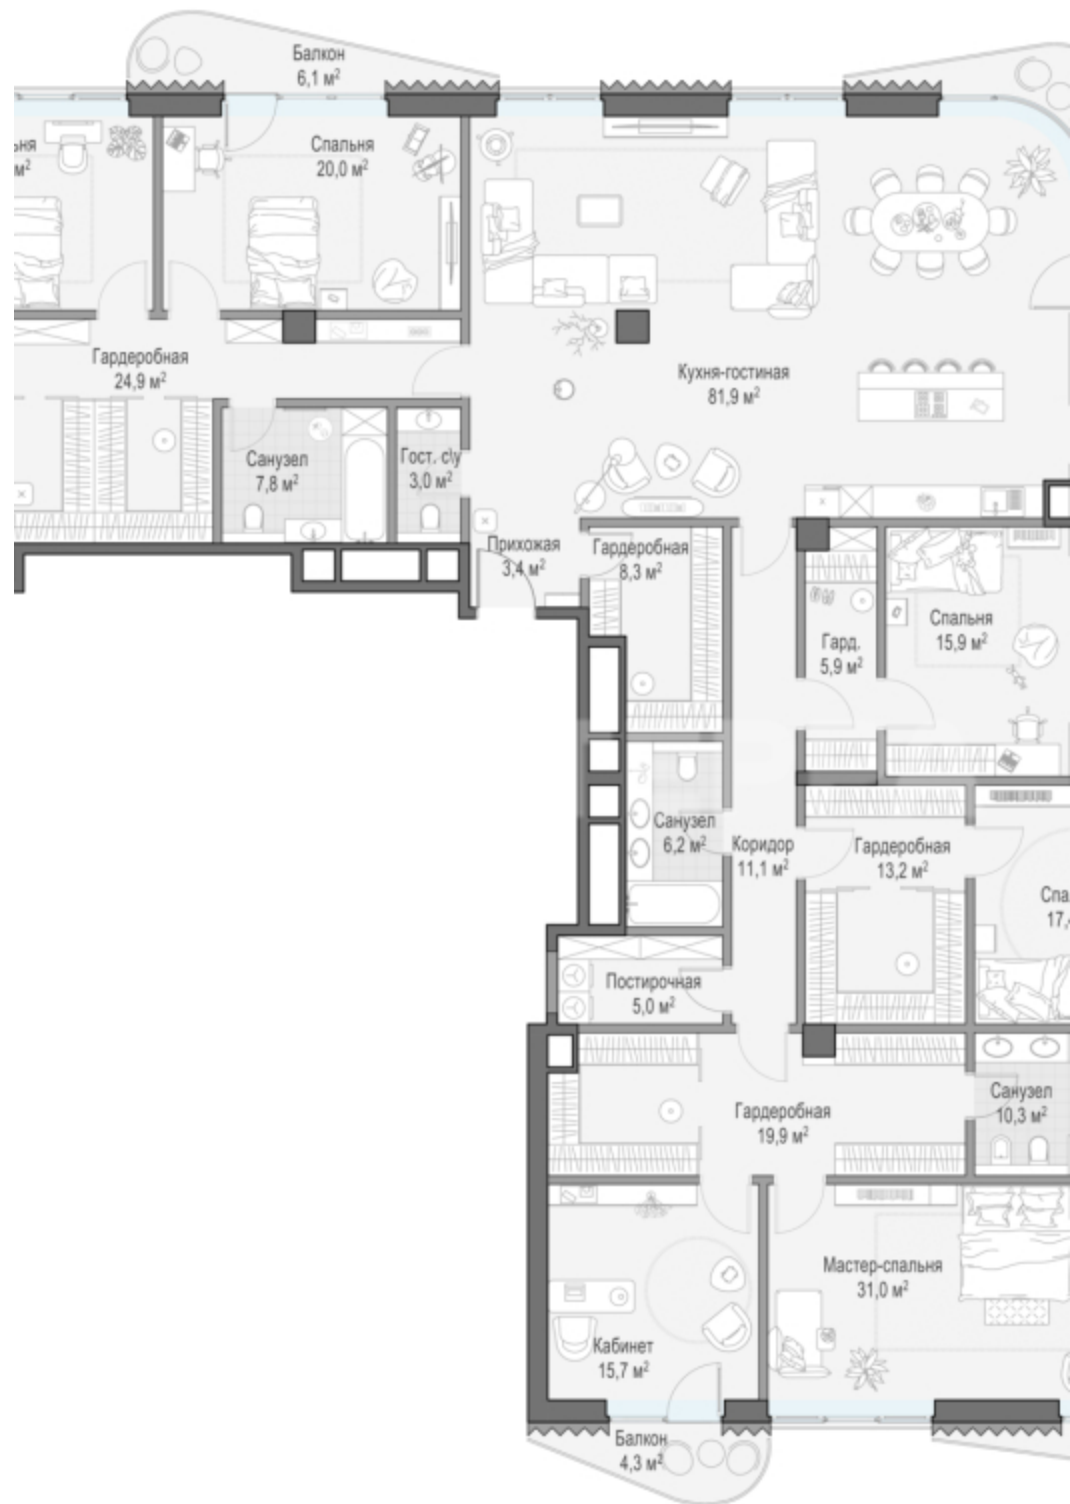 Балкон
6,1 м²
ьня
м²
Спальня
20,0 м²
Гардеробная
24,9 м²
Кухня-гостиная
81,9 м²
Санузел
7,8 м²
Гост. с\у
3,0 м²
Прихожая
3,4 м²
Гардеробная
8,3 м²
Гард.
5,9 м²
Спальня
15,9 м²
Санузел
6,2 м²
Коридор
11,1 м²
Гардеробная
13,2 м²
Спа
17,
Постирочная
5,0 м²
Гардеробная
19,9 м²
Санузел
10,3 м²
Мастер-спальня
31,0 м²
Кабинет
15,7 м²
Балкон
4,3 м²